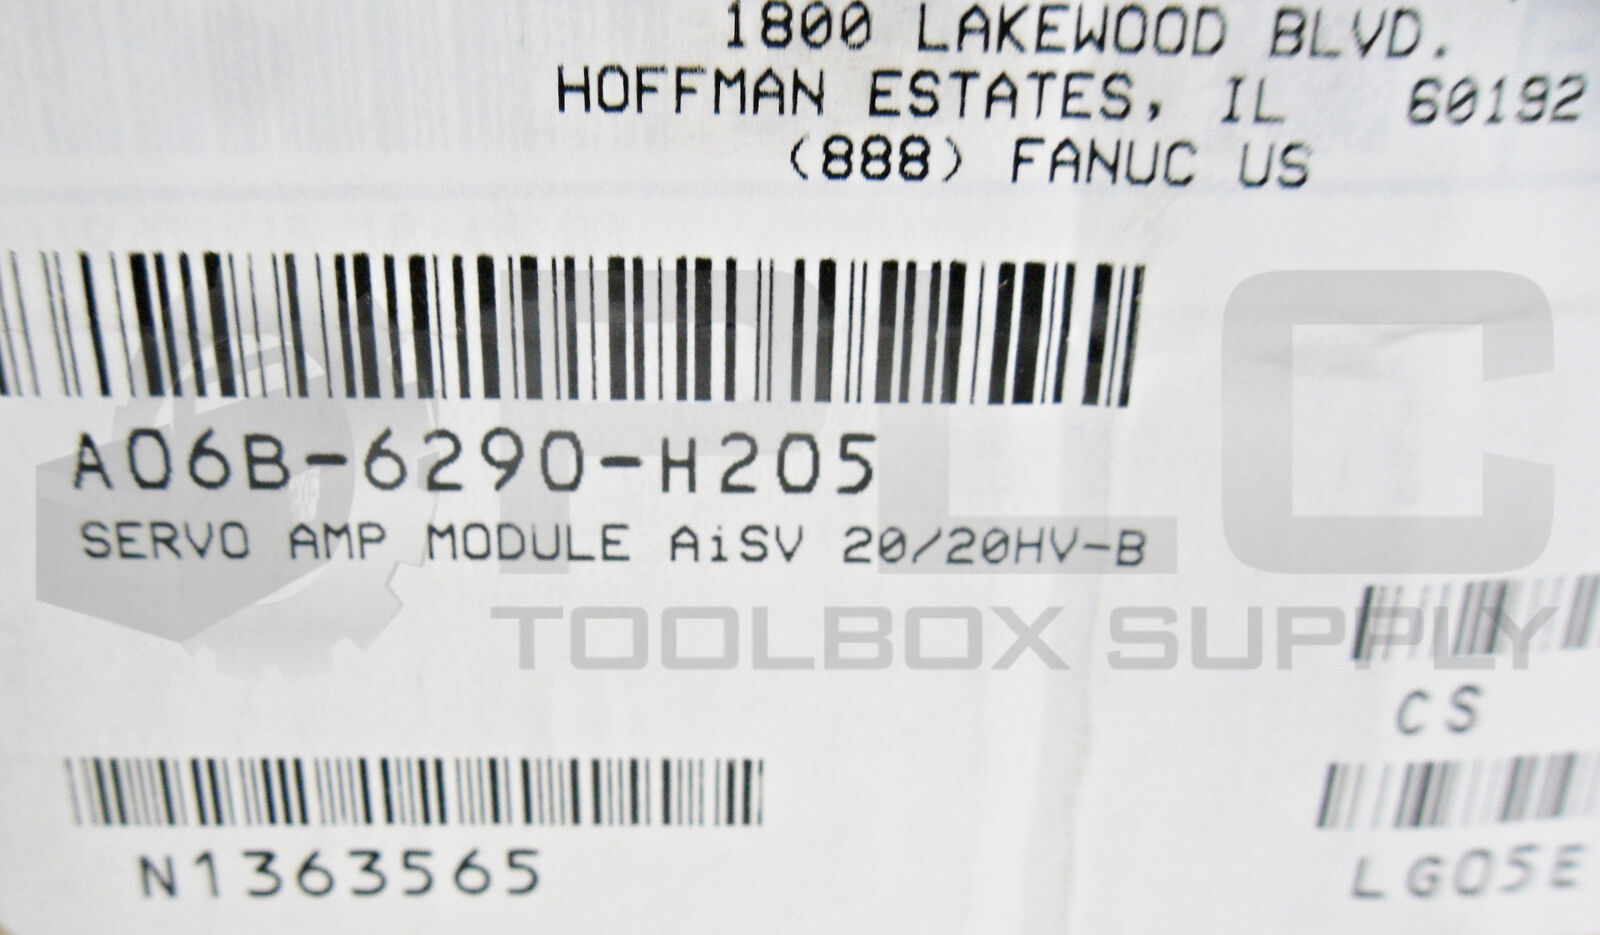 1800 LAKEWOOD BLVD.
HOFFMAN ESTATES, IL 60192
(888) FANUC US
A06B-6290-H205
SERVO AMP MODULE AiSV 20/20HV-B
PLC
TOOLBOX SUPPLY
CS
N1363565
LG05E